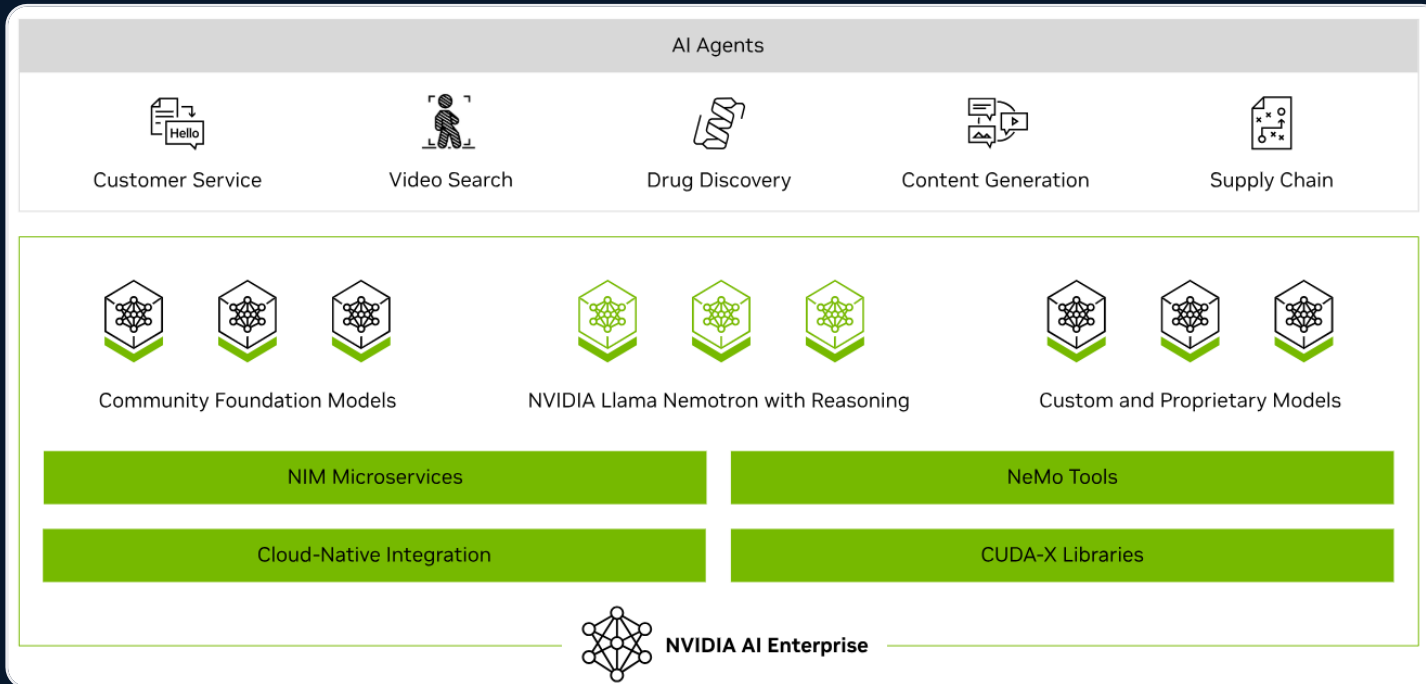 AI Agents
Hello
Customer Service
Video Search
Drug Discovery
Content Generation
Supply Chain
Community Foundation Models
NVIDIA Llama Nemotron with Reasoning
Custom and Proprietary Models
NIM Microservices
NeMo Tools
Cloud-Native Integration
CUDA-X Libraries
NVIDIA AI Enterprise